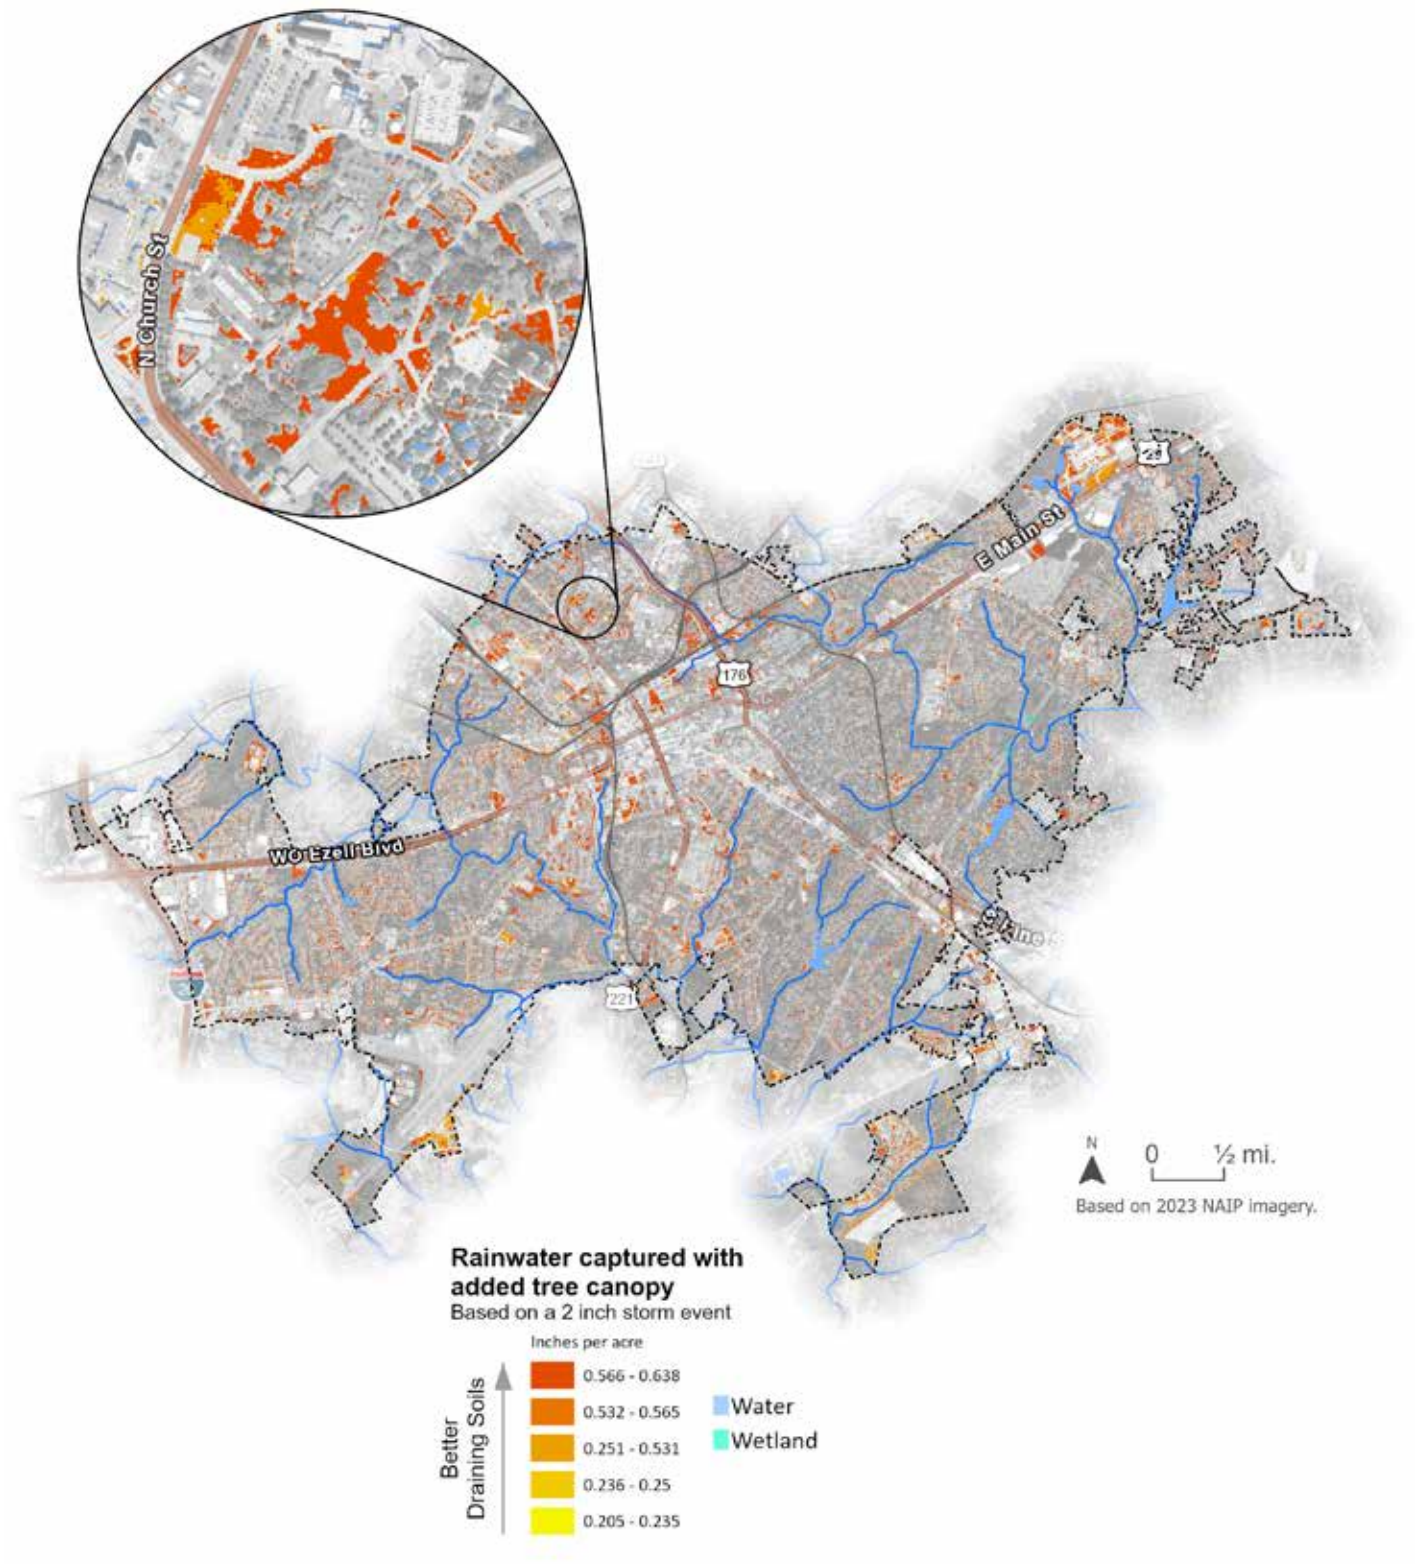 N Church St
29
E Main St
176
WO Ezell Blvd
221
N
0 ½ mi.
Based on 2023 NAIP imagery.
Rainwater captured with
added tree canopy
Based on a 2 inch storm event
Inches per acre
Better
Draining Soils
0.566 - 0.638
0.532 - 0.565
0.251 - 0.531
0.236 - 0.25
0.205 - 0.235
Water
Wetland